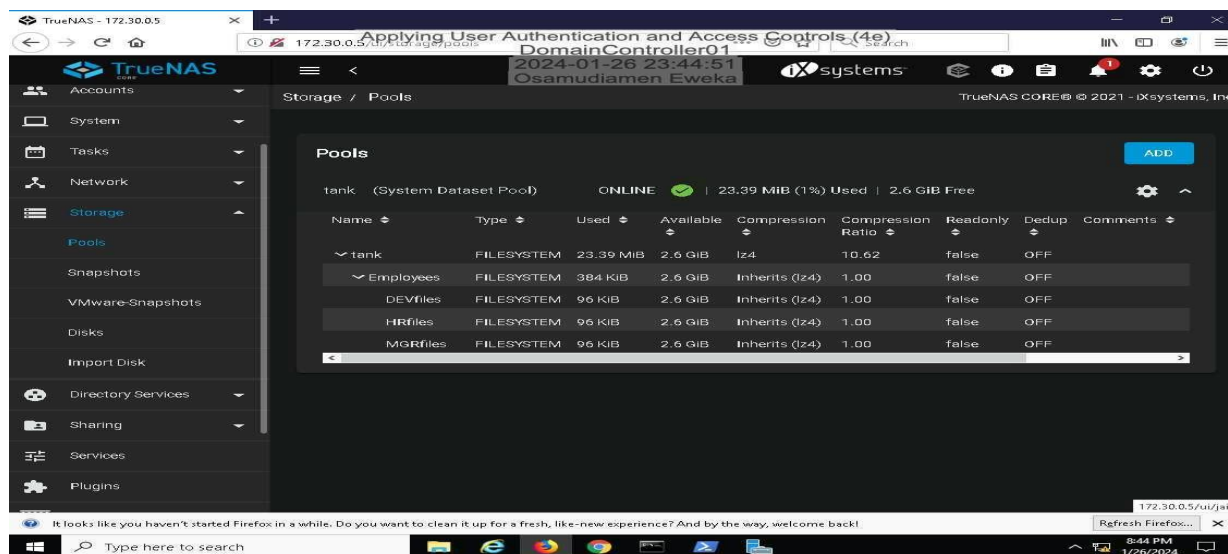 TrueNAS - 172.30.0.5
172.30.0.5/ui/storage/pools
Search
Applying User Authentication and Access Controls (4e)
DomainController01
2024-01-26 23:44:51
Osamudiamen Eweka
TrueNAS
CORE
iXsystems
1
Storage / Pools
TrueNAS CORE® © 2021 - iXsystems, In
Accounts
System
Tasks
Network
Storage
Pools
Snapshots
VMware-Snapshots
Disks
Import Disk
Directory Services
Sharing
Services
Plugins
Pools
ADD
tank (System Dataset Pool) ONLINE | 23.39 MiB (1%) Used | 2.6 GiB Free
Name Type Used Available Compression Compression Ratio Readonly Dedup Comments
tank FILESYSTEM 23.39 MiB 2.6 GiB lz4 10.62 false OFF
Employees FILESYSTEM 384 KiB 2.6 GiB Inherits (lz4) 1.00 false OFF
DEVfiles FILESYSTEM 96 KiB 2.6 GiB Inherits (lz4) 1.00 false OFF
HRfiles FILESYSTEM 96 KiB 2.6 GiB Inherits (lz4) 1.00 false OFF
MGRfiles FILESYSTEM 96 KiB 2.6 GiB Inherits (lz4) 1.00 false OFF
172.30.0.5/ui/jai
It looks like you haven't started Firefox in a while. Do you want to clean it up for a fresh, like-new experience? And by the way, welcome back!
Refresh Firefox...
Type here to search
8:44 PM
1/26/2024